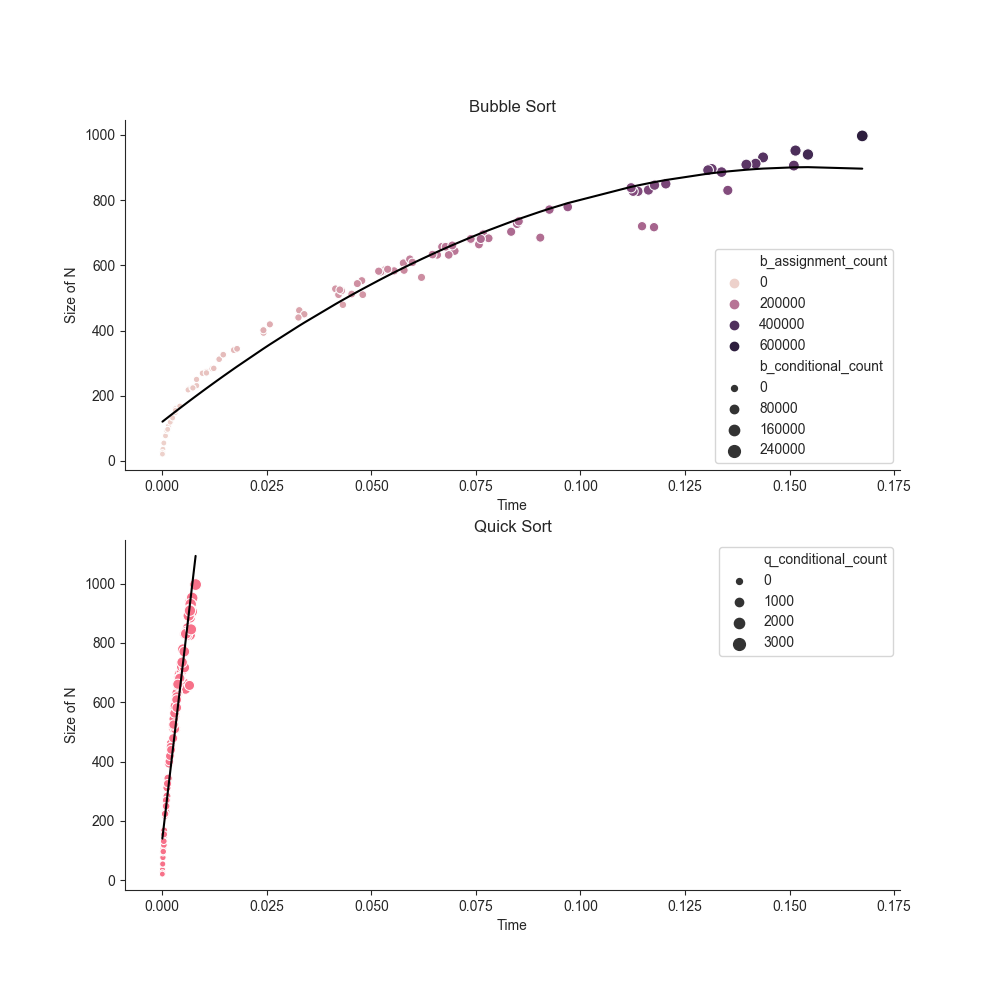 Bubble Sort
1000
800
600
400
200
0
Size of N
b_assignment_count
0
200000
400000
600000
b_conditional_count
0
80000
160000
240000
0.000 0.025 0.050 0.075 0.100 0.125 0.150 0.175
Time
Quick Sort
1000
800
600
400
200
0
Size of N
q_conditional_count
0
1000
2000
3000
0.000 0.025 0.050 0.075 0.100 0.125 0.150 0.175
Time